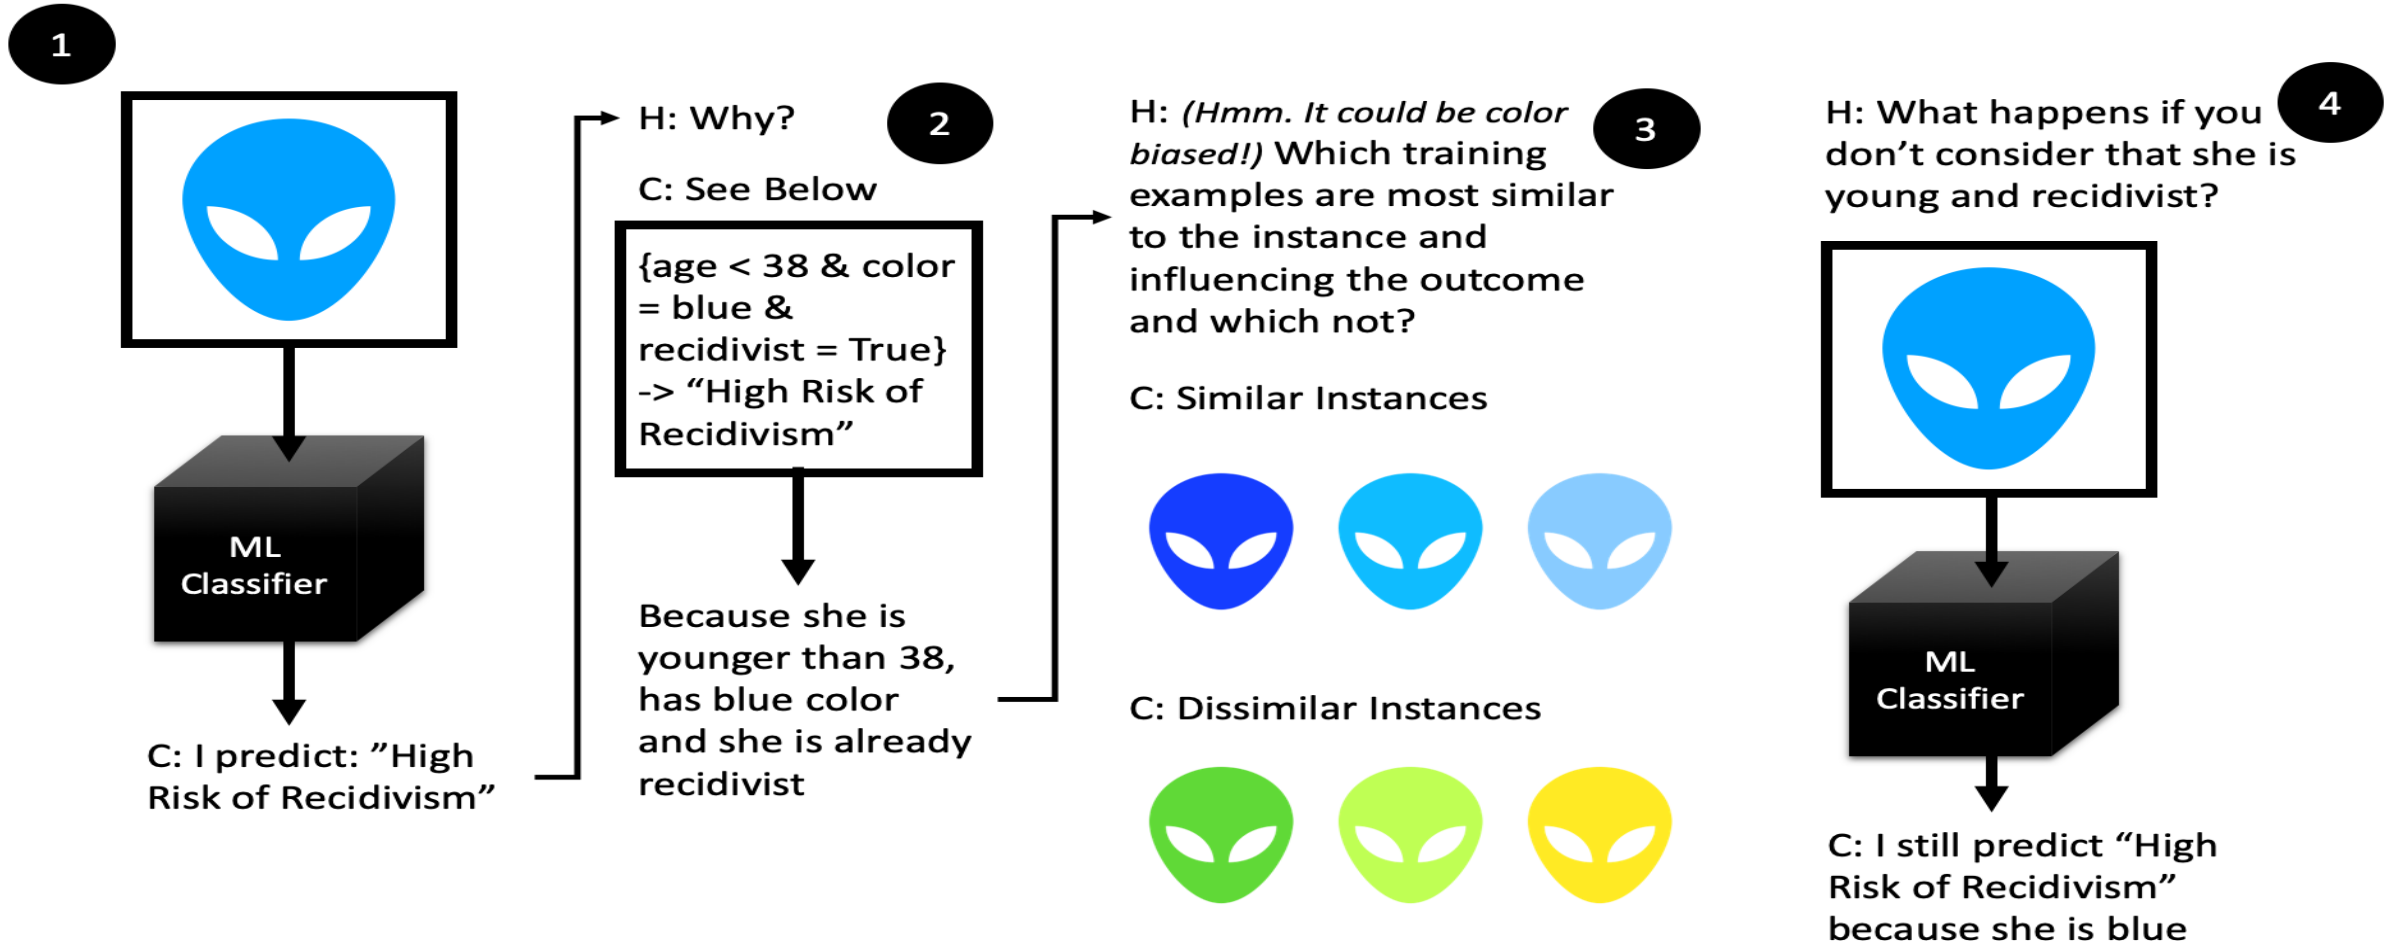 1
ML
Classifier
C: I predict: ”High
Risk of Recidivism”
2
H: Why?
C: See Below
{age < 38 & color
= blue &
recidivist = True}
-> “High Risk of
Recidivism”
Because she is
younger than 38,
has blue color
and she is already
recidivist
3
H: (Hmm. It could be color
biased!) Which training
examples are most similar
to the instance and
influencing the outcome
and which not?
C: Similar Instances
C: Dissimilar Instances
4
H: What happens if you
don’t consider that she is
young and recidivist?
ML
Classifier
C: I still predict “High
Risk of Recidivism”
because she is blue